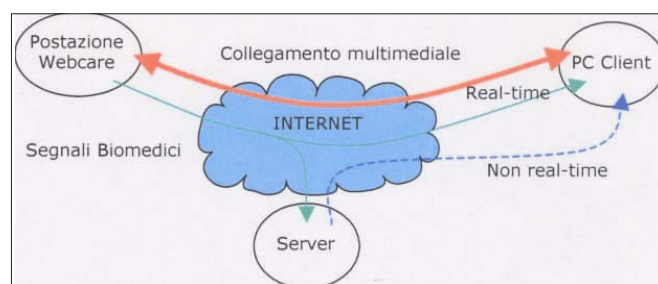 Postazione
Webcare
Collegamento multimediale
PC Client
Real-time
INTERNET
Segnali Biomedici
Non real-time
Server